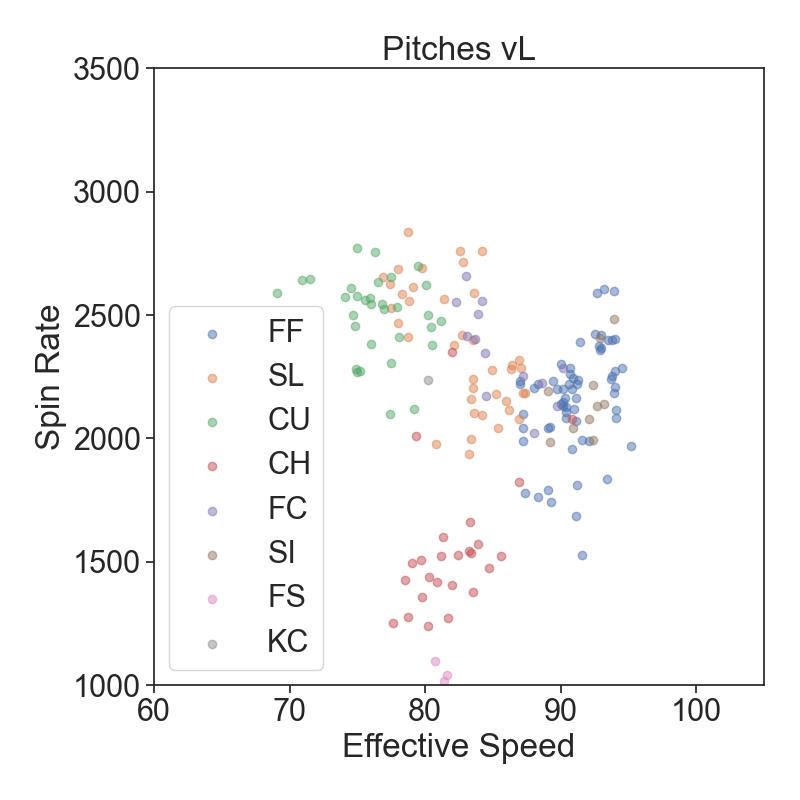 Pitches vL
3500
3000
2500
2000
1500
1000
Spin Rate
FF
SL
CU
CH
FC
SI
FS
KC
60 70 80 90 100
Effective Speed